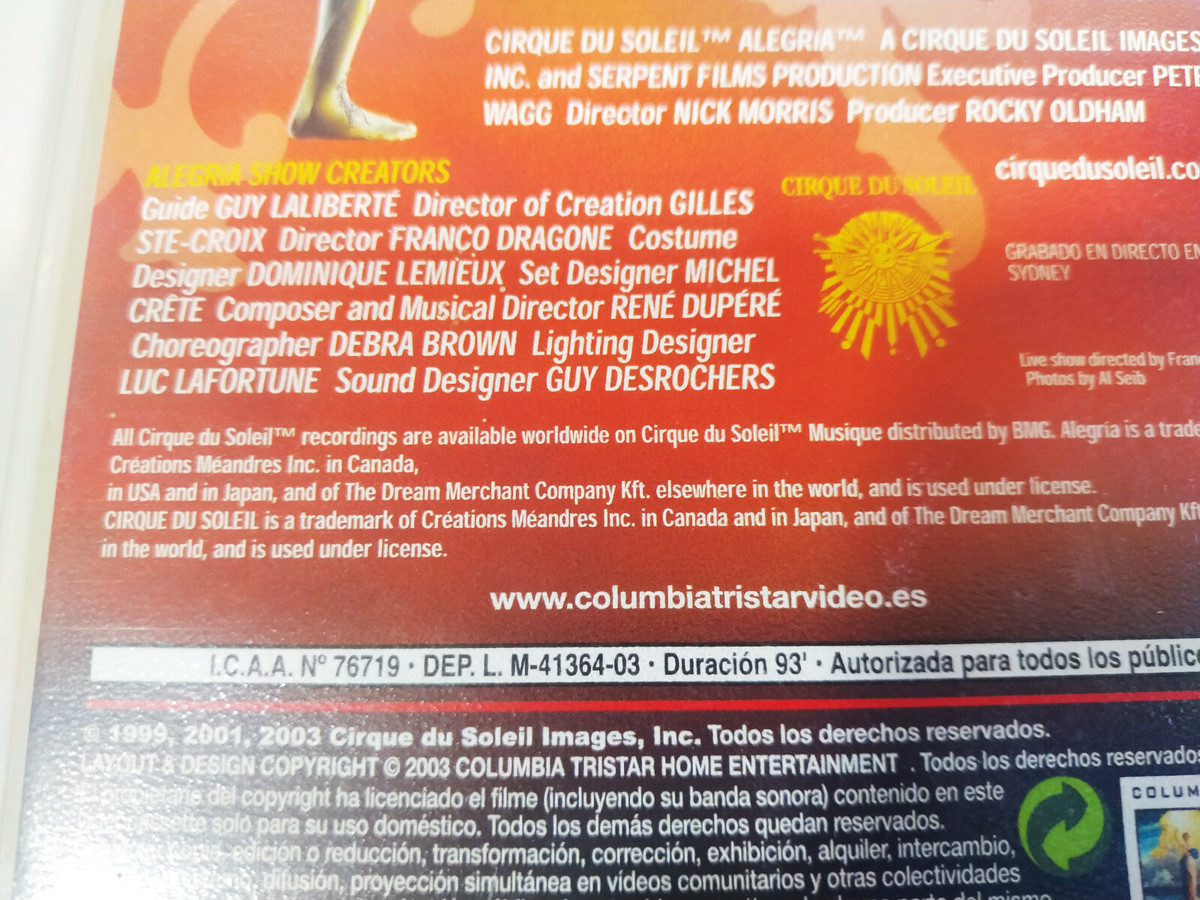 CIRQUE DU SOLEIL™ ALEGRíA™ A CIRQUE DU SOLEIL IMAGES
INC. and SERPENT FILMS PRODUCTION Executive Producer PETE
WAGG Director NICK MORRIS Producer ROCKY OLDHAM
ALEGRíA SHOW CREATORS
Guide GUY LALIBERTÉ Director of Creation GILLES
STE-CROIX Director FRANCO DRAGONE Costume
Designer DOMINIQUE LEMIEUX Set Designer MICHEL
CRÊTE Composer and Musical Director RENÉ DUPÉRÉ
Choreographer DEBRA BROWN Lighting Designer
LUC LAFORTUNE Sound Designer GUY DESROCHERS
CIRQUE DU SOLEIL
cirquedusoleil.co
GRABADO EN DIRECTO EN
SYDNEY
Live show directed by Fran
Photos by Al Seib
All Cirque du Soleil™ recordings are available worldwide on Cirque du Soleil™ Musique distributed by BMG. Alegría is a trade
Créations Méandres Inc. in Canada,
in USA and in Japan, and of The Dream Merchant Company Kft. elsewhere in the world, and is used under license.
CIRQUE DU SOLEIL is a trademark of Créations Méandres Inc. in Canada and in Japan, and of The Dream Merchant Company Kft
in the world, and is used under license.
www.columbiatristarvideo.es
I.C.A.A. Nº 76719 · DEP. L. M-41364-03 · Duración 93' · Autorizada para todos los público
© 1999, 2001, 2003 Cirque du Soleil Images, Inc. Todos los derechos reservados.
LAYOUT & DESIGN COPYRIGHT © 2003 COLUMBIA TRISTAR HOME ENTERTAINMENT . Todos los derechos reservados
El propietario del copyright ha licenciado el filme (incluyendo su banda sonora) contenido en este
solo para su uso doméstico. Todos los demás derechos quedan reservados.
edición o reducción, transformación, corrección, exhibición, alquiler, intercambio,
difusión, proyección simultánea en vídeos comunitarios y otras colectividades
parte del mismo
COLUM